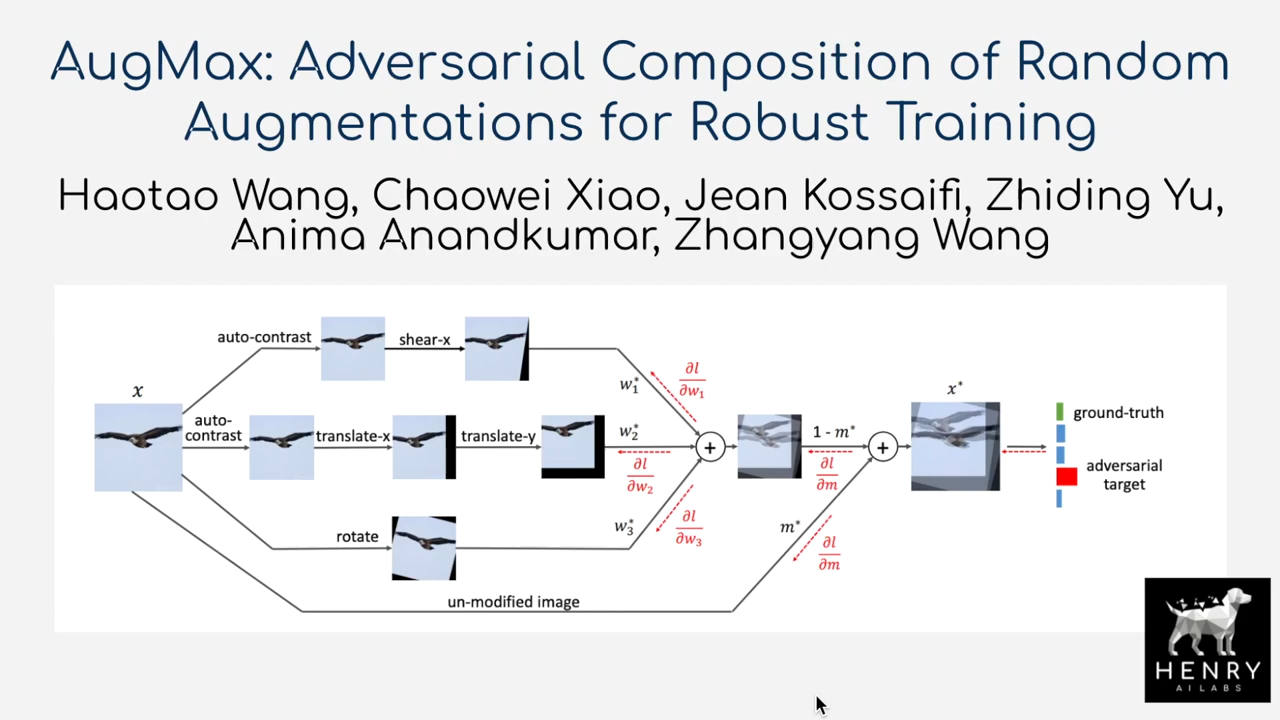 AugMax: Adversarial Composition of Random
Augmentations for Robust Training
Haotao Wang, Chaowei Xiao, Jean Kossaifi, Zhiding Yu,
Anima Anandkumar, Zhangyang Wang
auto-contrast
shear-x
x
w₁*
∂l/∂w₁
x*
auto-
contrast
translate-x
translate-y
w₂*
∂l/∂w₂
+
1 - m*
∂l/∂m
+
ground-truth
adversarial
target
rotate
w₃*
∂l/∂w₃
m*
∂l/∂m
un-modified image
HENRY
AI LABS